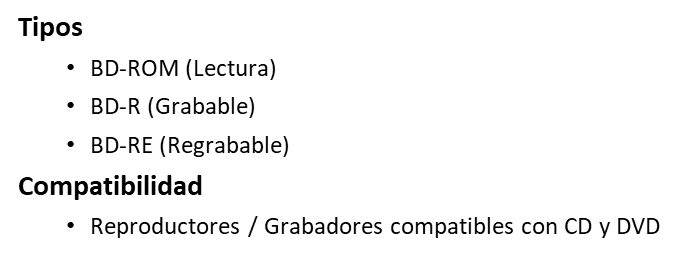 Tipos
• BD-ROM (Lectura)
• BD-R (Grabable)
• BD-RE (Regrabable)
Compatibilidad
• Reproductores / Grabadores compatibles con CD y DVD